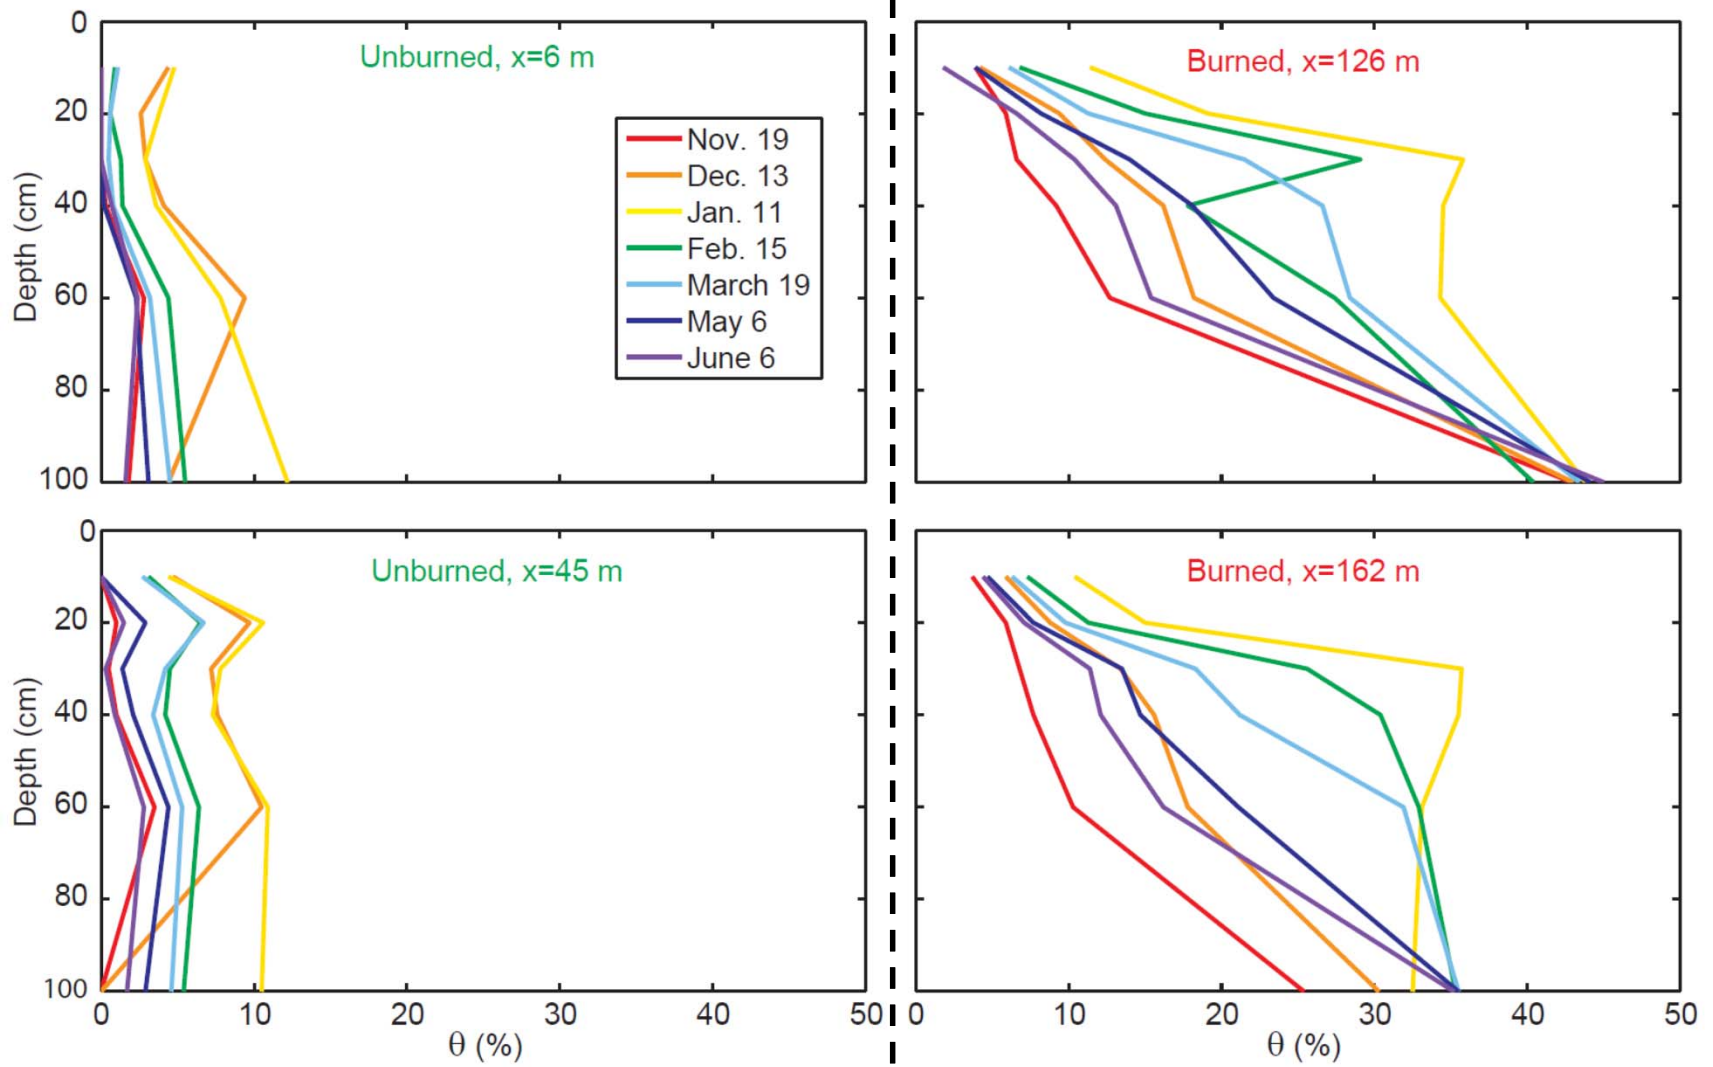 Unburned, x=6 m
0
20
40
60
80
100
Depth (cm)
Nov. 19
Dec. 13
Jan. 11
Feb. 15
March 19
May 6
June 6
Burned, x=126 m
Unburned, x=45 m
0
20
40
60
80
100
Depth (cm)
0 10 20 30 40 50
θ (%)
Burned, x=162 m
0 10 20 30 40 50
θ (%)